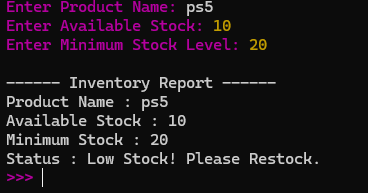 Enter Product Name: ps5
Enter Available Stock: 10
Enter Minimum Stock Level: 20

------ Inventory Report ------
Product Name : ps5
Available Stock : 10
Minimum Stock : 20
Status : Low Stock! Please Restock.
>>>